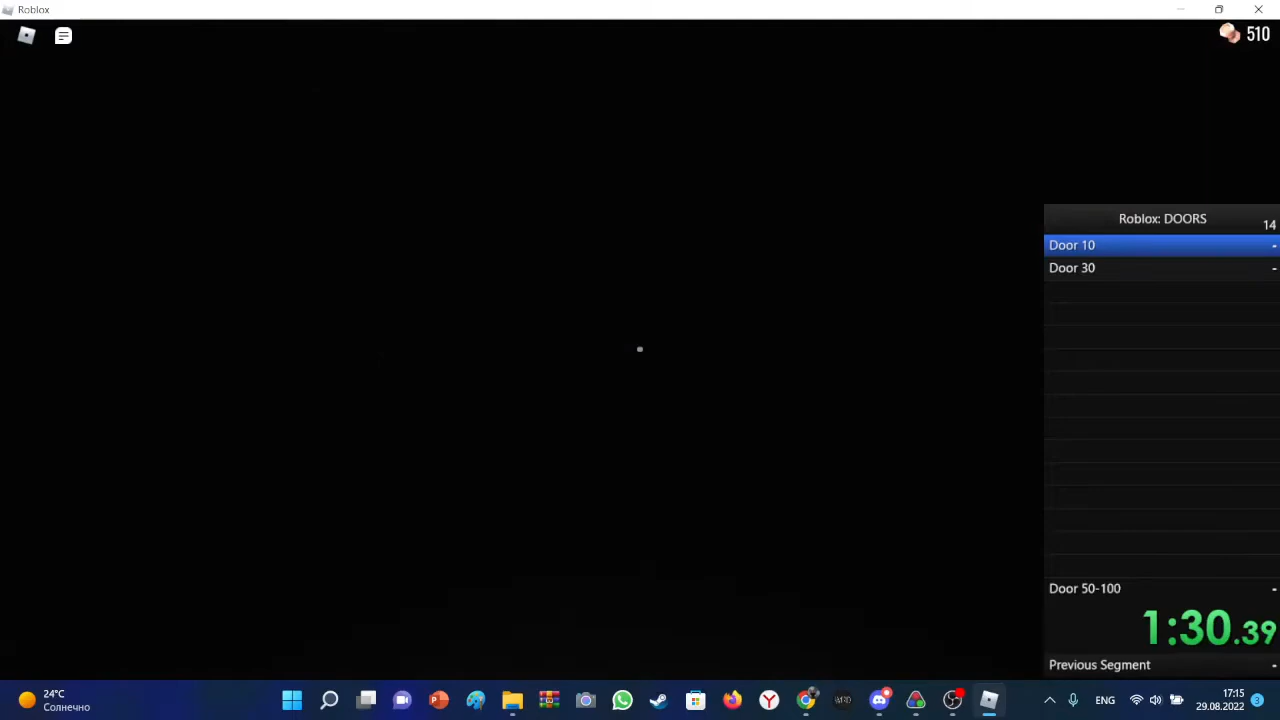 Roblox
510
Roblox: DOORS
14
Door 10 -
Door 30 -
Door 50-100 -
1:30.39
Previous Segment -
24°C
Солнечно
ENG
17:15
29.08.2022
3